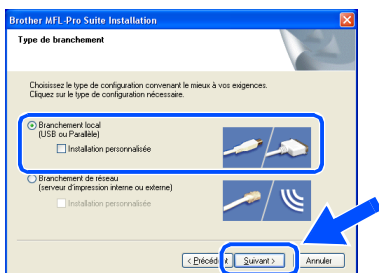 Brother MFL-Pro Suite Installation
Type de branchement
Choisissez le type de configuration convenant le mieux à vos exigences.
Cliquez sur le type de configuration nécessaire.
Branchement local
(USB ou Parallèle)
Installation personnalisée
Branchement de réseau
(serveur d'impression interne ou externe)
Installation personnalisée
< Précédent Suivant > Annuler